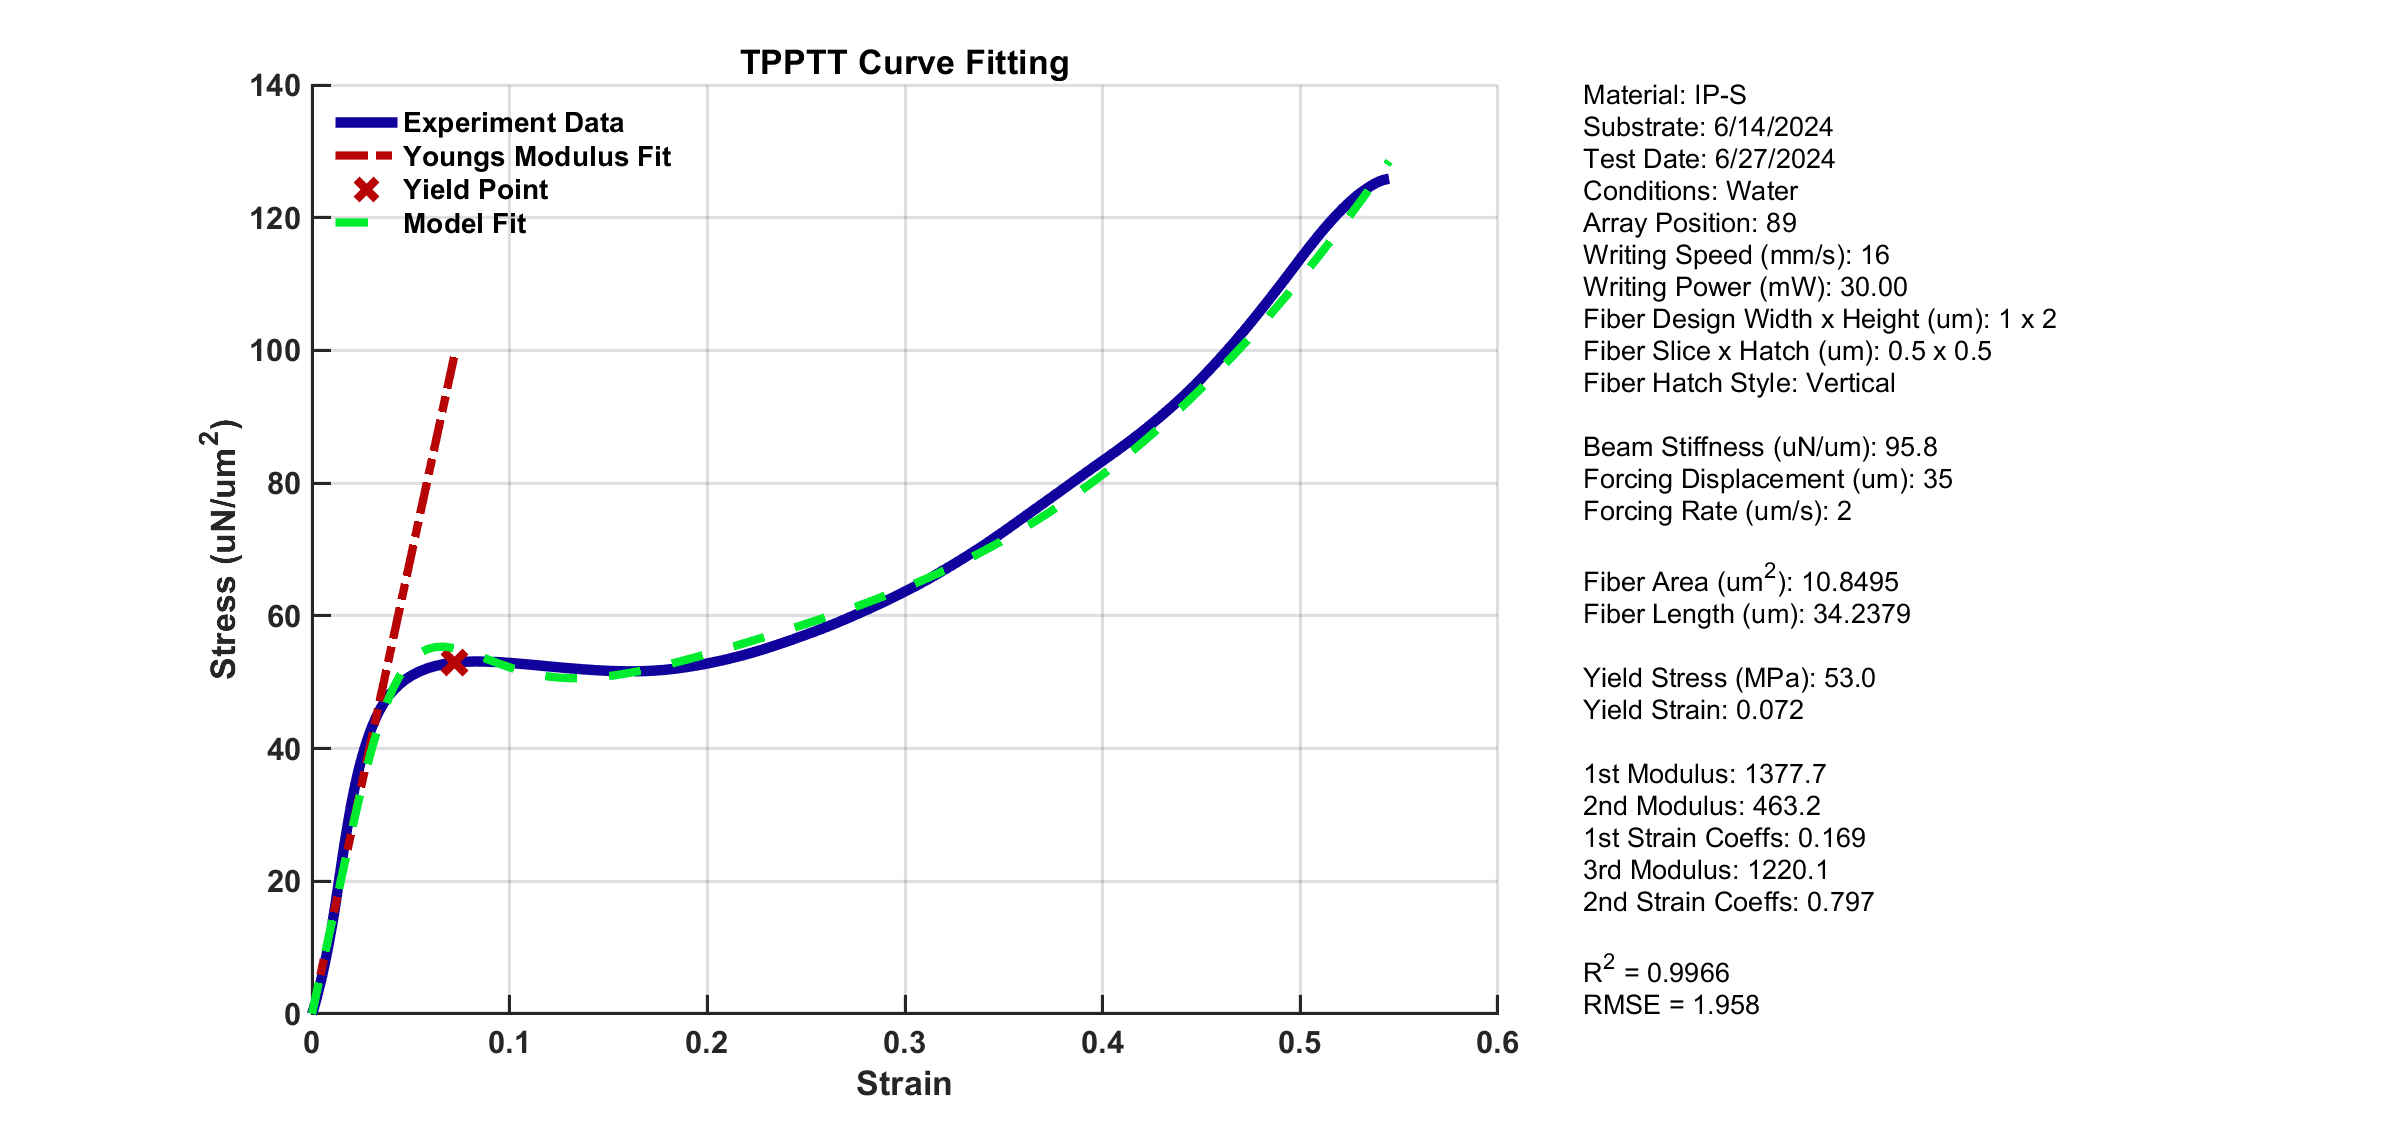 TPPTT Curve Fitting
140
120
100
80
60
40
20
0
Stress (uN/um²)
Experiment Data
Youngs Modulus Fit
Yield Point
Model Fit
0 0.1 0.2 0.3 0.4 0.5 0.6
Strain
Material: IP-S
Substrate: 6/14/2024
Test Date: 6/27/2024
Conditions: Water
Array Position: 89
Writing Speed (mm/s): 16
Writing Power (mW): 30.00
Fiber Design Width x Height (um): 1 x 2
Fiber Slice x Hatch (um): 0.5 x 0.5
Fiber Hatch Style: Vertical
Beam Stiffness (uN/um): 95.8
Forcing Displacement (um): 35
Forcing Rate (um/s): 2
Fiber Area (um²): 10.8495
Fiber Length (um): 34.2379
Yield Stress (MPa): 53.0
Yield Strain: 0.072
1st Modulus: 1377.7
2nd Modulus: 463.2
1st Strain Coeffs: 0.169
3rd Modulus: 1220.1
2nd Strain Coeffs: 0.797
R² = 0.9966
RMSE = 1.958